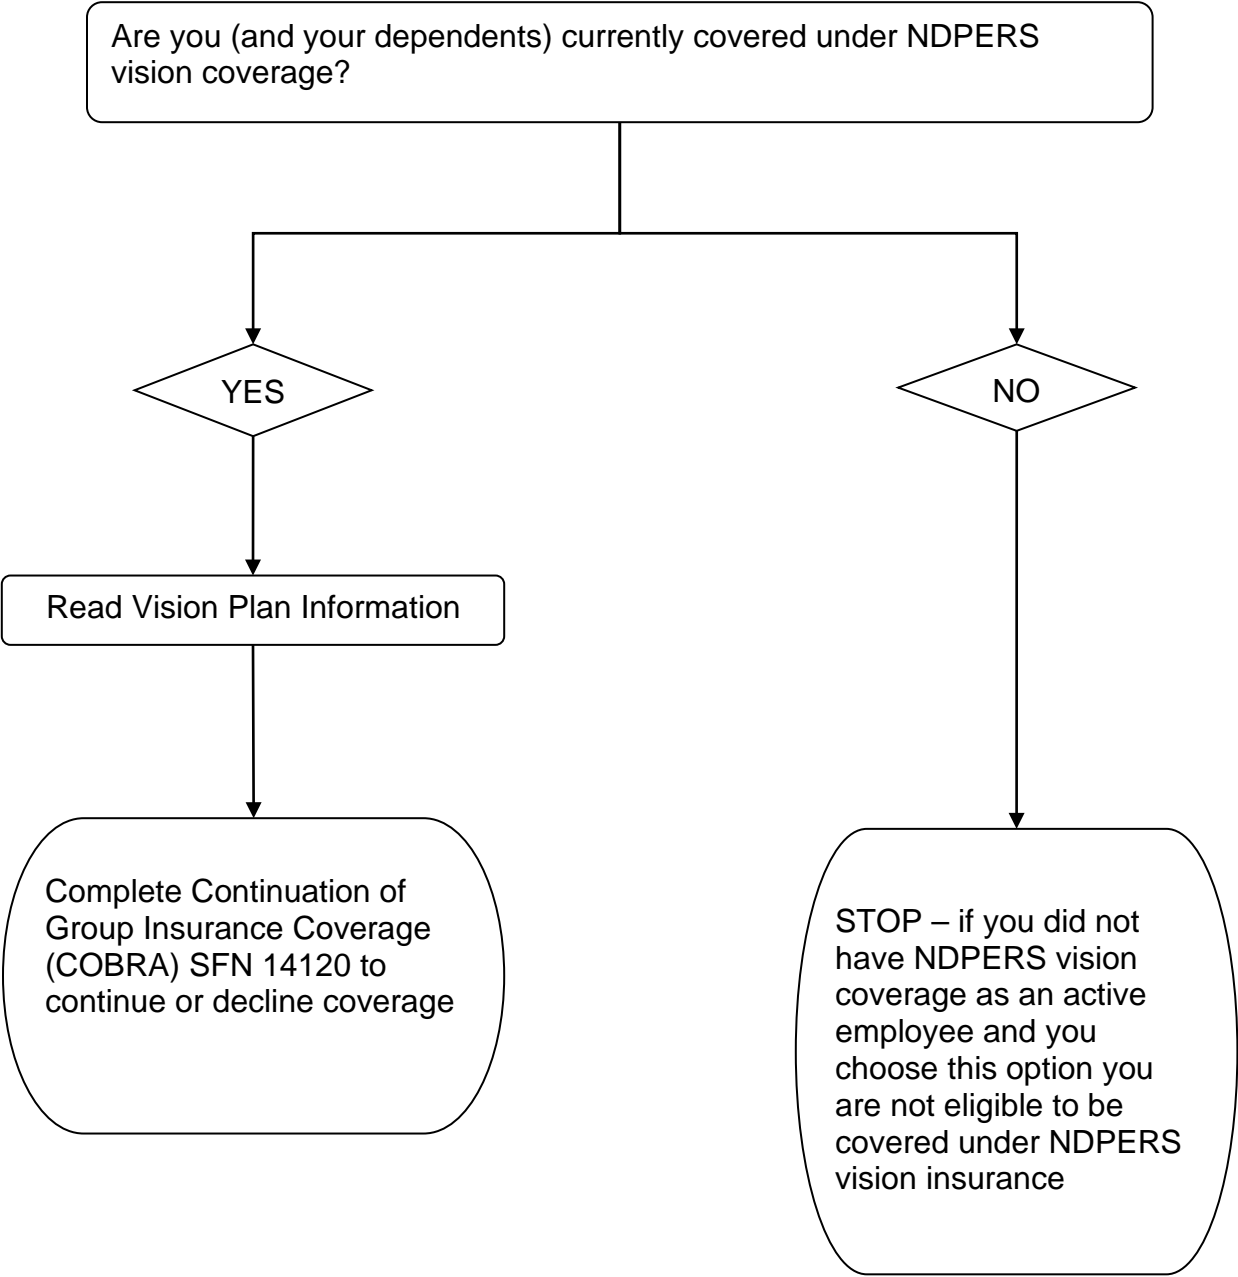 Are you (and your dependents) currently covered under NDPERS
vision coverage?
YES
NO
Read Vision Plan Information
Complete Continuation of
Group Insurance Coverage
(COBRA) SFN 14120 to
continue or decline coverage
STOP – if you did not
have NDPERS vision
coverage as an active
employee and you
choose this option you
are not eligible to be
covered under NDPERS
vision insurance